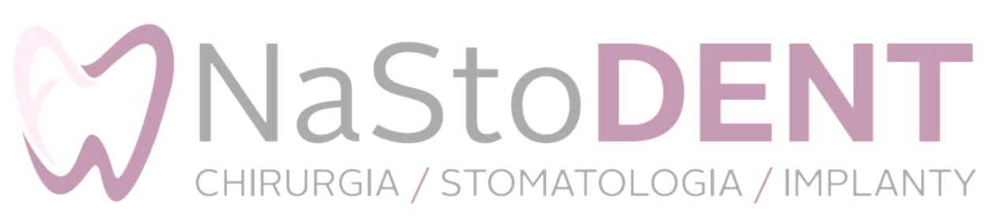 NaStoDENT
CHIRURGIA / STOMATOLOGIA / IMPLANTY